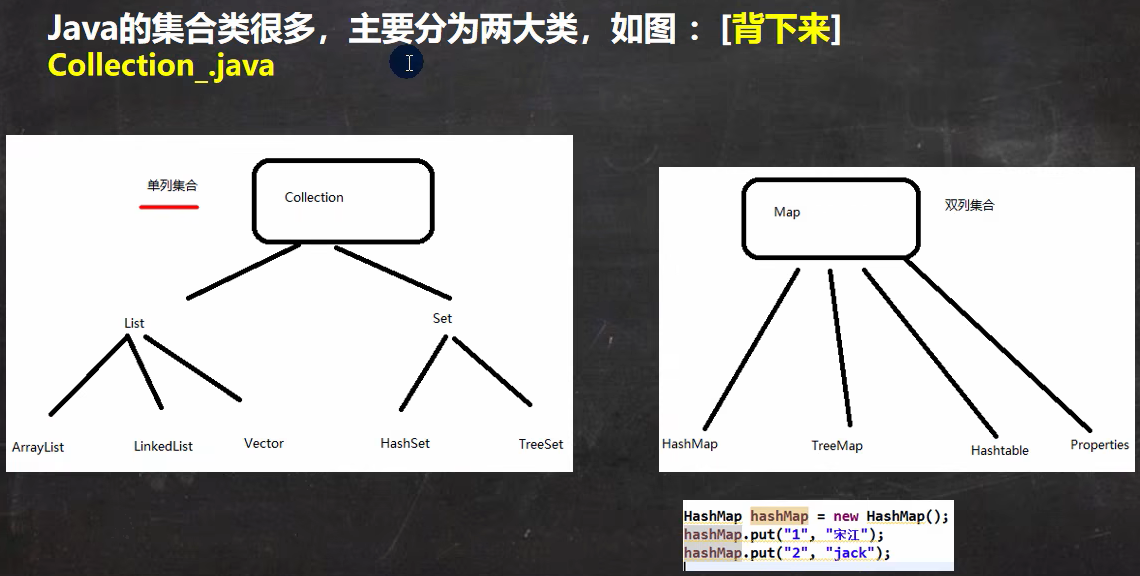 Java的集合类很多，主要分为两大类，如图 ：[背下来]
Collection_.java
单列集合
Collection
List
Set
ArrayList
LinkedList
Vector
HashSet
TreeSet
Map
双列集合
HashMap
TreeMap
Hashtable
Properties
HashMap hashMap = new HashMap();
hashMap.put("1", "宋江");
hashMap.put("2", "jack");